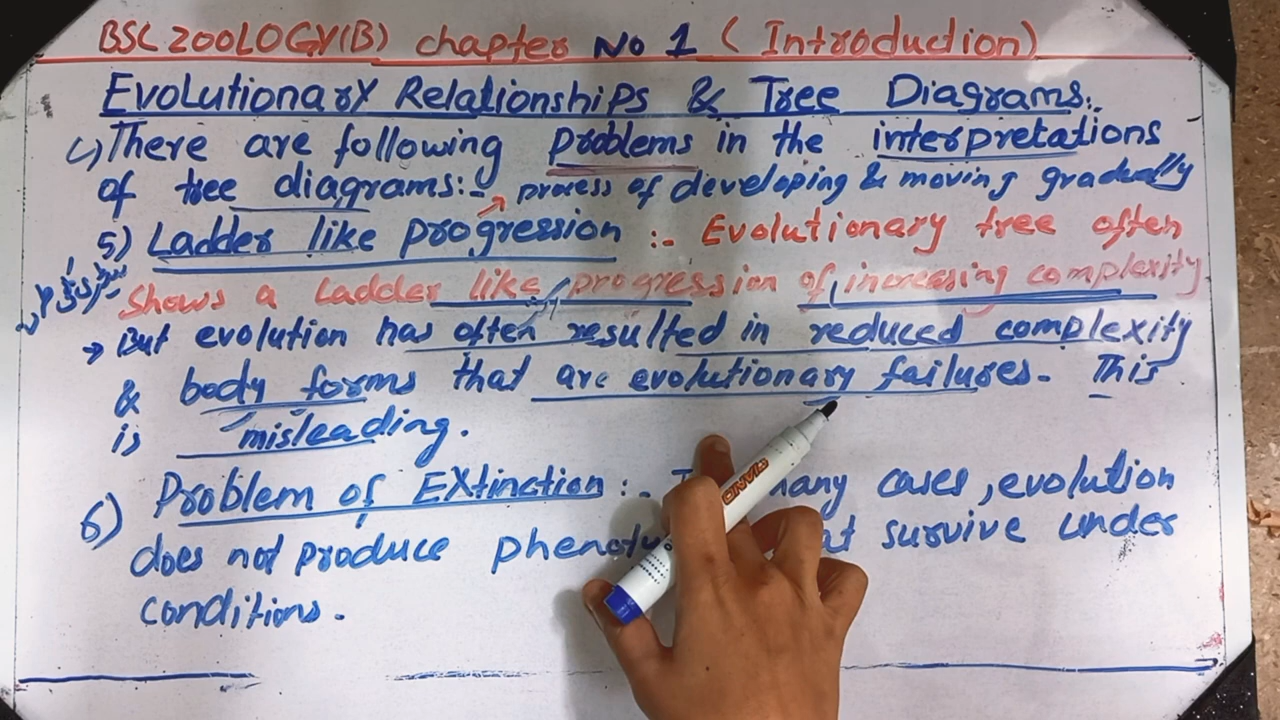 BSC ZOOLOGY(B) chapter No 1 (Introduction)
Evolutionary Relationships & Tree Diagrams:.
There are following problems in the interpretations
of tree diagrams:-
process of developing & moving gradually
5) Ladder like progression :- Evolutionary tree often
Shows a Ladder like progression of increasing complexity.
But evolution has often resulted in reduced complexity
& body forms that are evolutionary failures. This
is misleading.
6) Problem of EXtinction :- many cases, evolution
does not produce survive under
conditions.